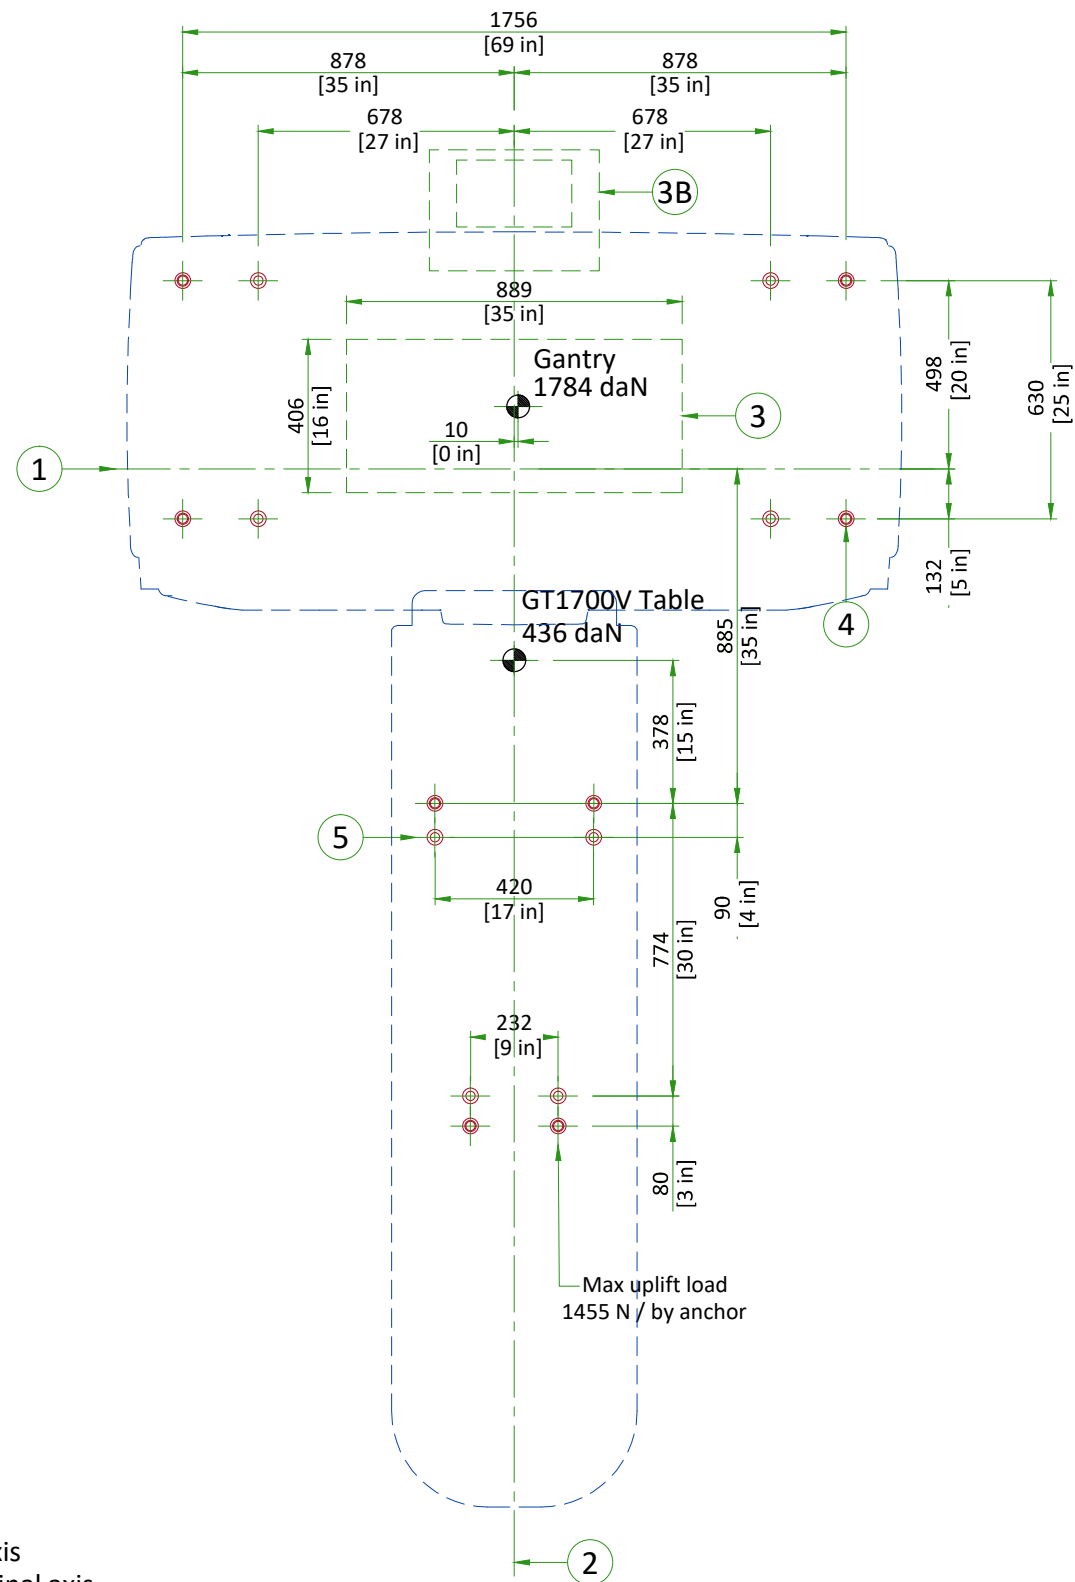 1756
[69 in]
878
[35 in]
878
[35 in]
678
[27 in]
678
[27 in]
3B
889
[35 in]
Gantry
1784 daN
406
[16 in]
498
[20 in]
630
[25 in]
3
10
[0 in]
1
132
[5 in]
GT1700V Table
436 daN
4
885
[35 in]
378
[15 in]
5
420
[17 in]
90
[4 in]
774
[30 in]
232
[9 in]
80
[3 in]
Max uplift load
1455 N / by anchor
xis
2